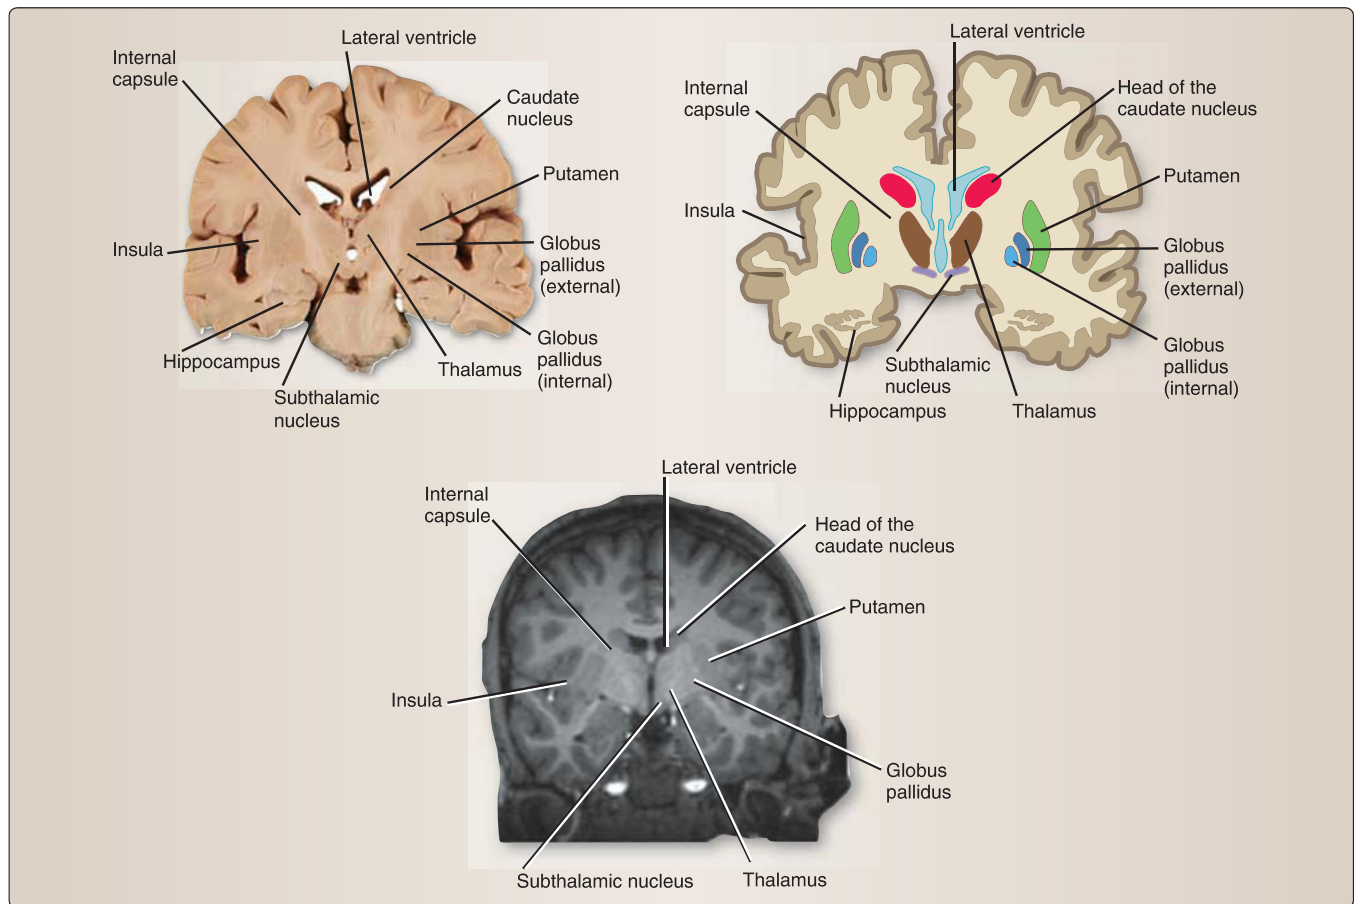 Lateral ventricle
Internal
capsule
Caudate
nucleus
Putamen
Insula
Globus
pallidus
(external)
Hippocampus
Subthalamic
nucleus
Thalamus
Globus
pallidus
(internal)
Lateral ventricle
Internal
capsule
Head of the
caudate nucleus
Putamen
Insula
Globus
pallidus
(external)
Globus
pallidus
(internal)
Subthalamic
nucleus
Hippocampus
Thalamus
Lateral ventricle
Internal
capsule
Head of the
caudate nucleus
Putamen
Insula
Globus
pallidus
Subthalamic nucleus
Thalamus